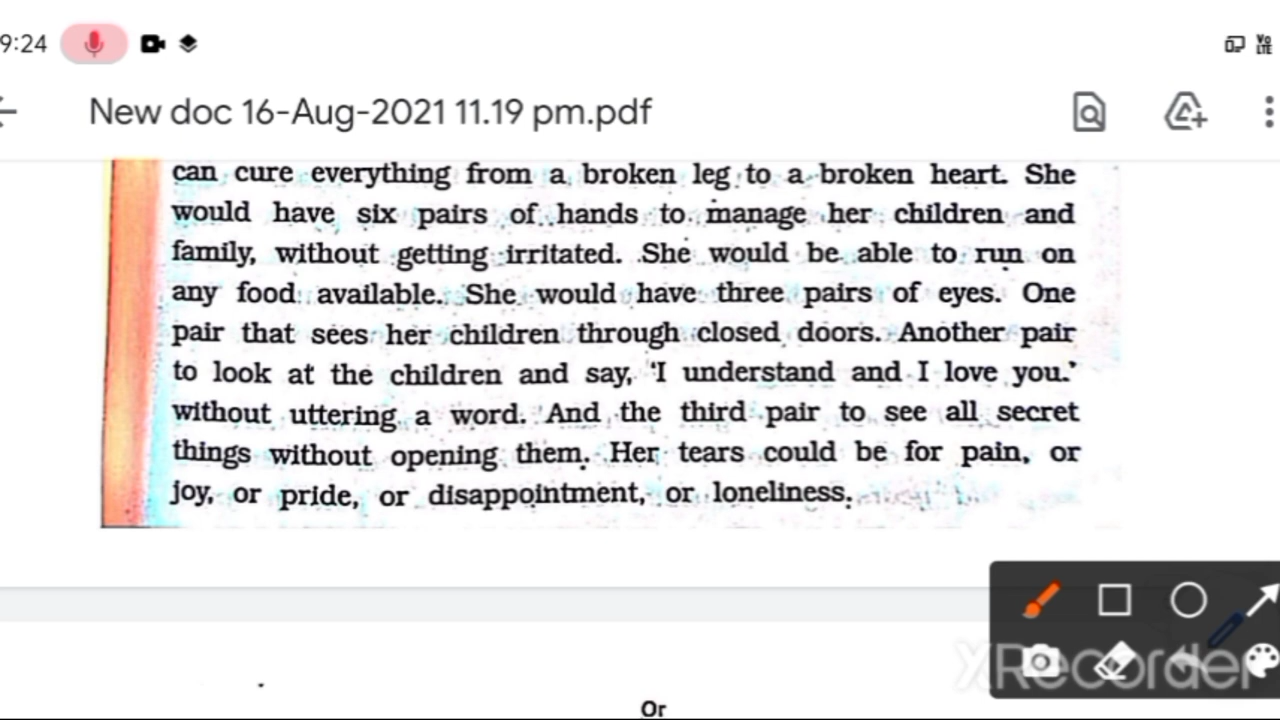 9:24
Vo
LTE
New doc 16-Aug-2021 11.19 pm.pdf
can cure everything from a broken leg to a broken heart. She
would have six pairs of hands to manage her children and
family, without getting irritated. She would be able to run on
any food available. She would have three pairs of eyes. One
pair that sees her children through closed doors. Another pair
to look at the children and say, 'I understand and I love you.'
without uttering a word. And the third pair to see all secret
things without opening them. Her tears could be for pain, or
joy, or pride, or disappointment, or loneliness.
XRecorder
Or